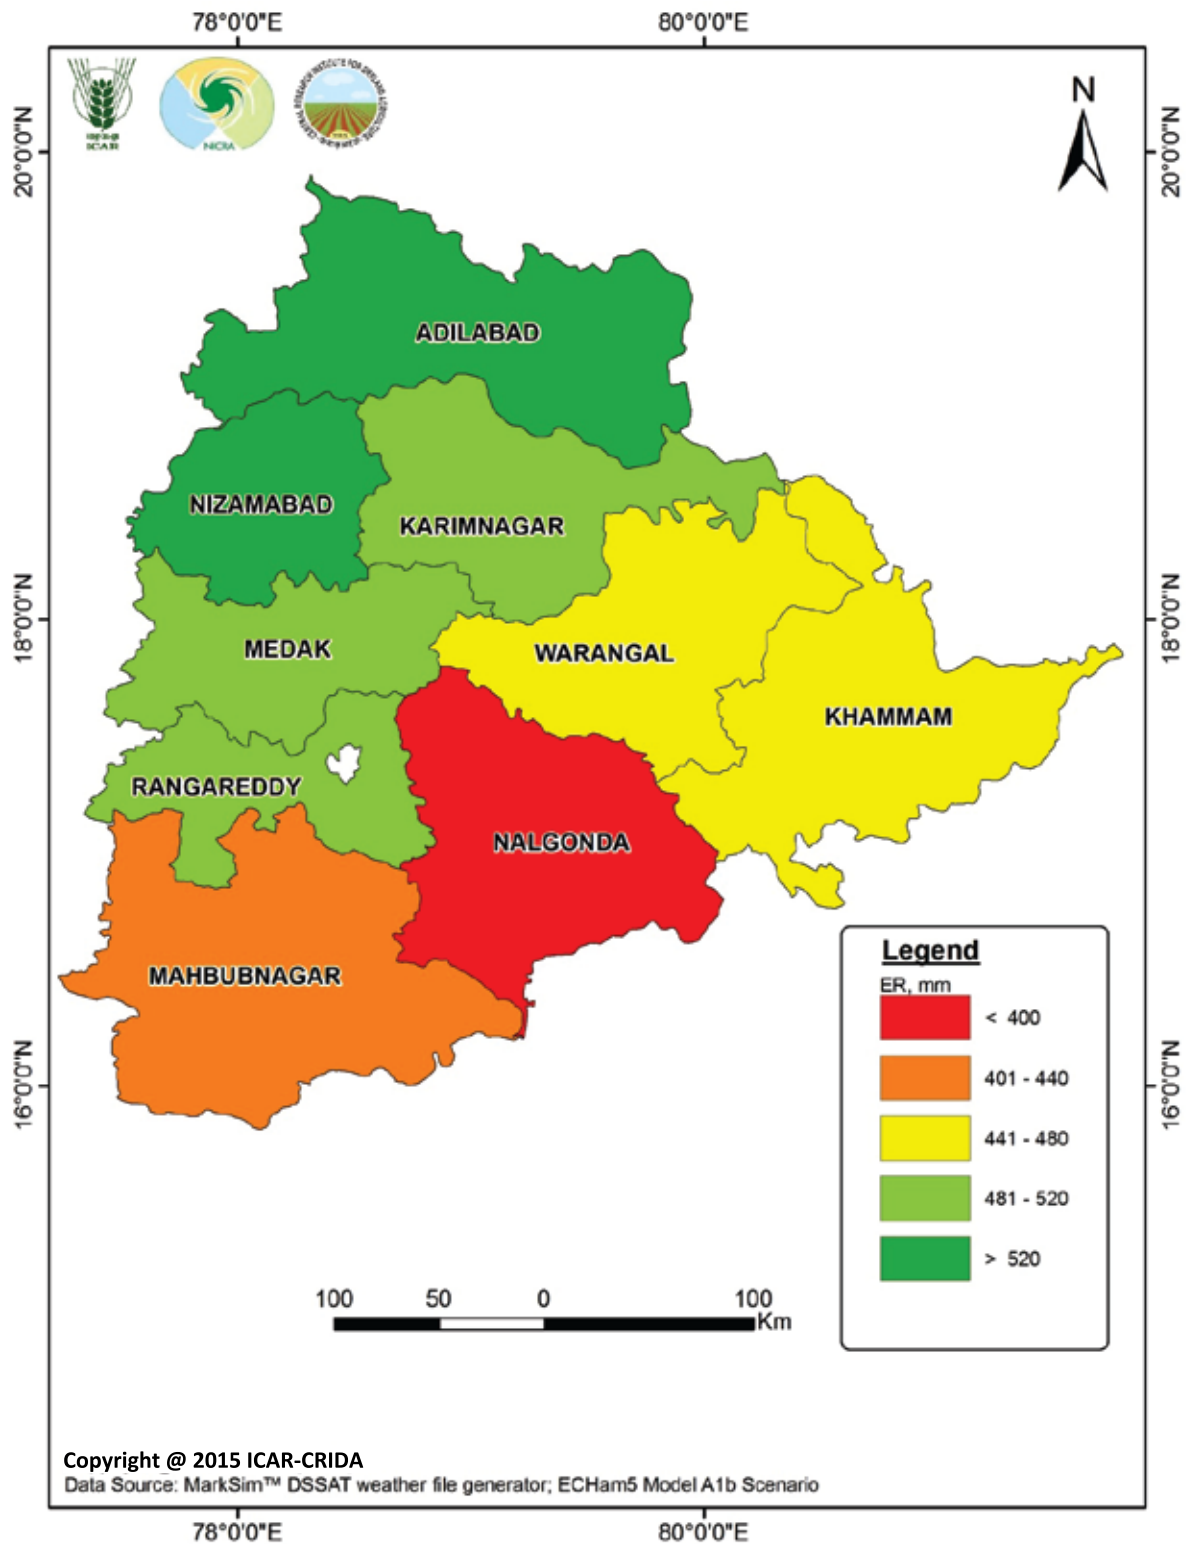 78°0'0"E 80°0'0"E
20°0'0"N 20°0'0"N
ICAR
NICRA
N
ADILABAD
NIZAMABAD
KARIMNAGAR
18°0'0"N 18°0'0"N
MEDAK
WARANGAL
KHAMMAM
RANGAREDDY
NALGONDA
MAHBUBNAGAR
16°0'0"N 16°0'0"N
Legend
ER, mm
< 400
401 - 440
441 - 480
481 - 520
> 520
100 50 0 100
Km
Copyright @ 2015 ICAR-CRIDA
Data Source: MarkSim™ DSSAT weather file generator; ECHam5 Model A1b Scenario
78°0'0"E 80°0'0"E